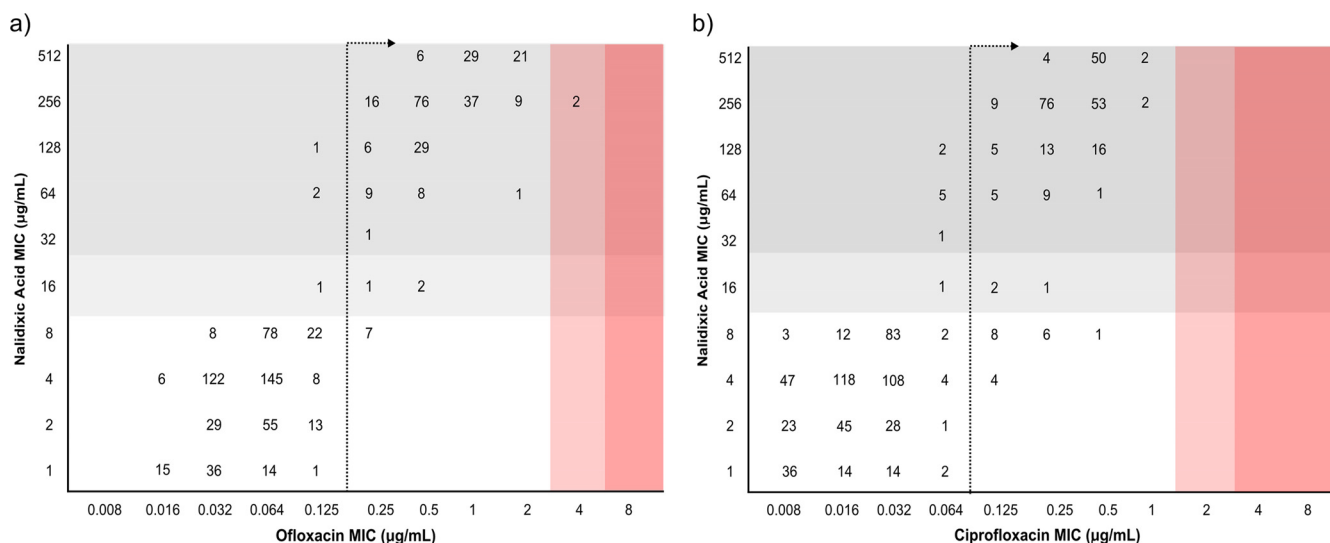 a)
Nalidixic Acid MIC (µg/mL)
512 6 29 21
256 16 76 37 9 2
128 1 6 29
64 2 9 8 1
32 1
16 1 1 2
8 8 78 22 7
4 6 122 145 8
2 29 55 13
1 15 36 14 1
0.008 0.016 0.032 0.064 0.125 0.25 0.5 1 2 4 8
Ofloxacin MIC (µg/mL)
b)
Nalidixic Acid MIC (µg/mL)
512 4 50 2
256 9 76 53 2
128 2 5 13 16
64 5 5 9 1
32 1
16 1 2 1
8 3 12 83 2 8 6 1
4 47 118 108 4 4
2 23 45 28 1
1 36 14 14 2
0.008 0.016 0.032 0.064 0.125 0.25 0.5 1 2 4 8
Ciprofloxacin MIC (µg/mL)